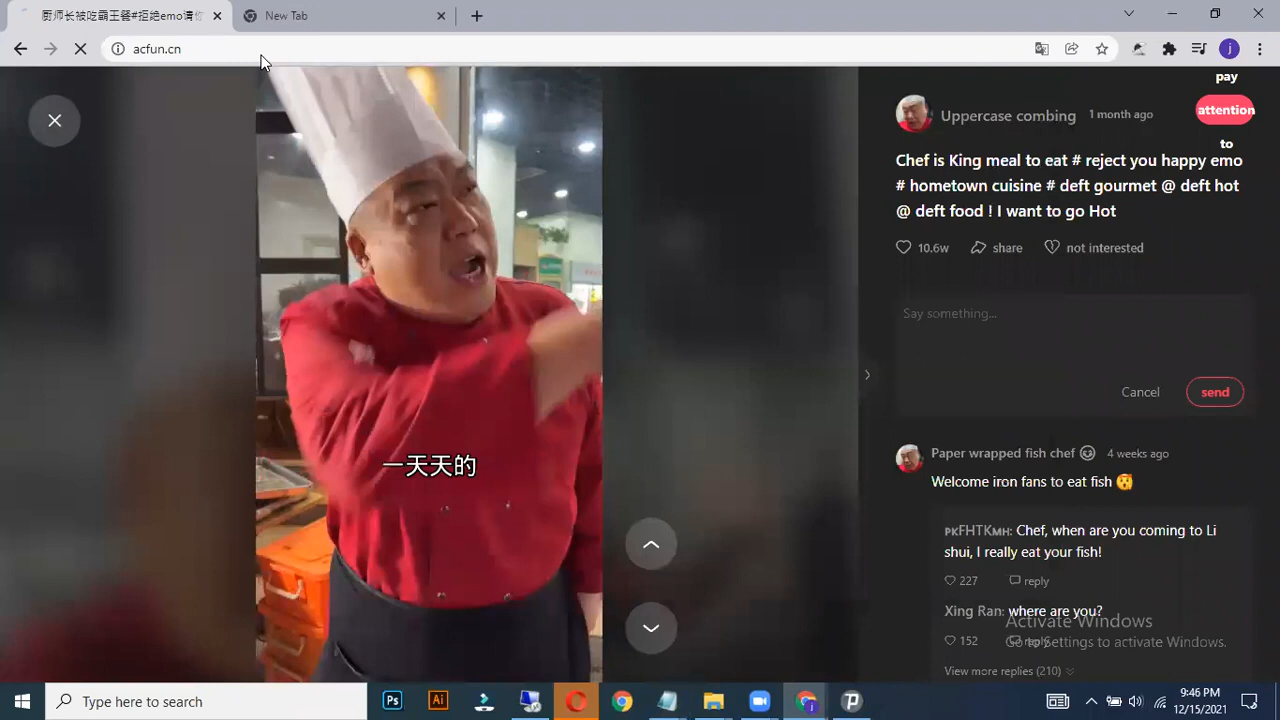 厨师长被吃霸王餐#拒绝emo请你
New Tab
acfun.cn
j
pay
attention
to
Uppercase combing
1 month ago
Chef is King meal to eat # reject you happy emo
# hometown cuisine # deft gourmet @ deft hot
@ deft food ! I want to go Hot
10.6w
share
not interested
Say something...
Cancel
send
一天天的
Paper wrapped fish chef
4 weeks ago
Welcome iron fans to eat fish
ᴘᴋFHTKᴍʜ: Chef, when are you coming to Li
shui, I really eat your fish!
227
reply
Xing Ran: where are you?
152
reply
Activate Windows
Go to Settings to activate Windows.
View more replies (210)
Type here to search
Ps
Ai
9:46 PM
12/15/2021